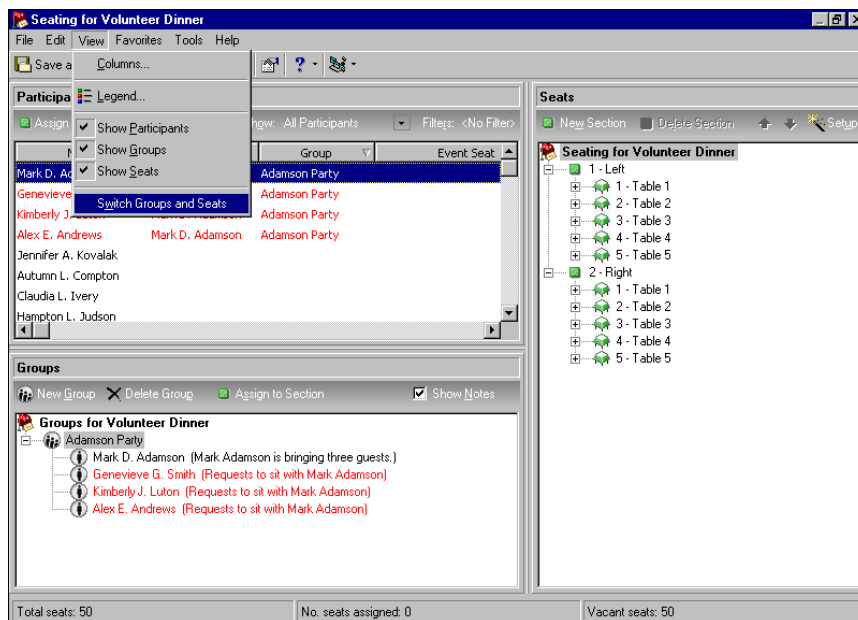 Seating for Volunteer Dinner
File Edit View Favorites Tools Help
Save a
Columns...
Legend...
Show Participants
Show Groups
Show Seats
Switch Groups and Seats
Participa
Assign
how: All Participants Filters: <No Filter>
Group Event Seat
Mark D. Ad Adamson Party
Genevieve Adamson Party
Kimberly J. Luton Mark D. Adamson Adamson Party
Alex E. Andrews Mark D. Adamson Adamson Party
Jennifer A. Kovalak
Autumn L. Compton
Claudia L. Ivery
Hampton L. Judson
Groups
New Group Delete Group Assign to Section Show Notes
Groups for Volunteer Dinner
Adamson Party
Mark D. Adamson (Mark Adamson is bringing three guests.)
Genevieve G. Smith (Requests to sit with Mark Adamson)
Kimberly J. Luton (Requests to sit with Mark Adamson)
Alex E. Andrews (Requests to sit with Mark Adamson)
Seats
New Section Delete Section Setup
Seating for Volunteer Dinner
1 - Left
1 - Table 1
2 - Table 2
3 - Table 3
4 - Table 4
5 - Table 5
2 - Right
1 - Table 1
2 - Table 2
3 - Table 3
4 - Table 4
5 - Table 5
Total seats: 50 No. seats assigned: 0 Vacant seats: 50